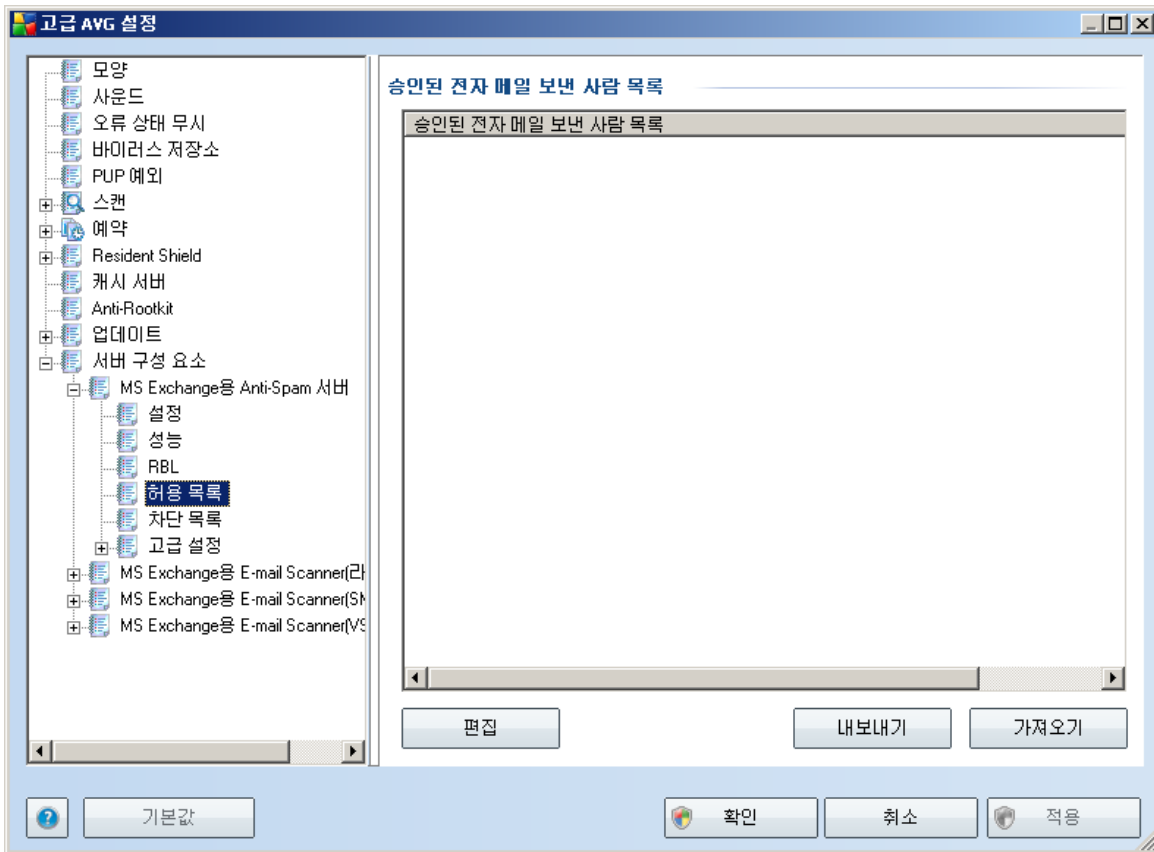 고급 AVG 설정
모양
사운드
오류 상태 무시
바이러스 저장소
PUP 예외
스캔
예약
Resident Shield
캐시 서버
Anti-Rootkit
업데이트
서버 구성 요소
MS Exchange용 Anti-Spam 서버
설정
성능
RBL
허용 목록
차단 목록
고급 설정
MS Exchange용 E-mail Scanner(라
MS Exchange용 E-mail Scanner(SM
MS Exchange용 E-mail Scanner(VS
승인된 전자 메일 보낸 사람 목록
승인된 전자 메일 보낸 사람 목록
편집
내보내기
가져오기
기본값
확인
취소
적용